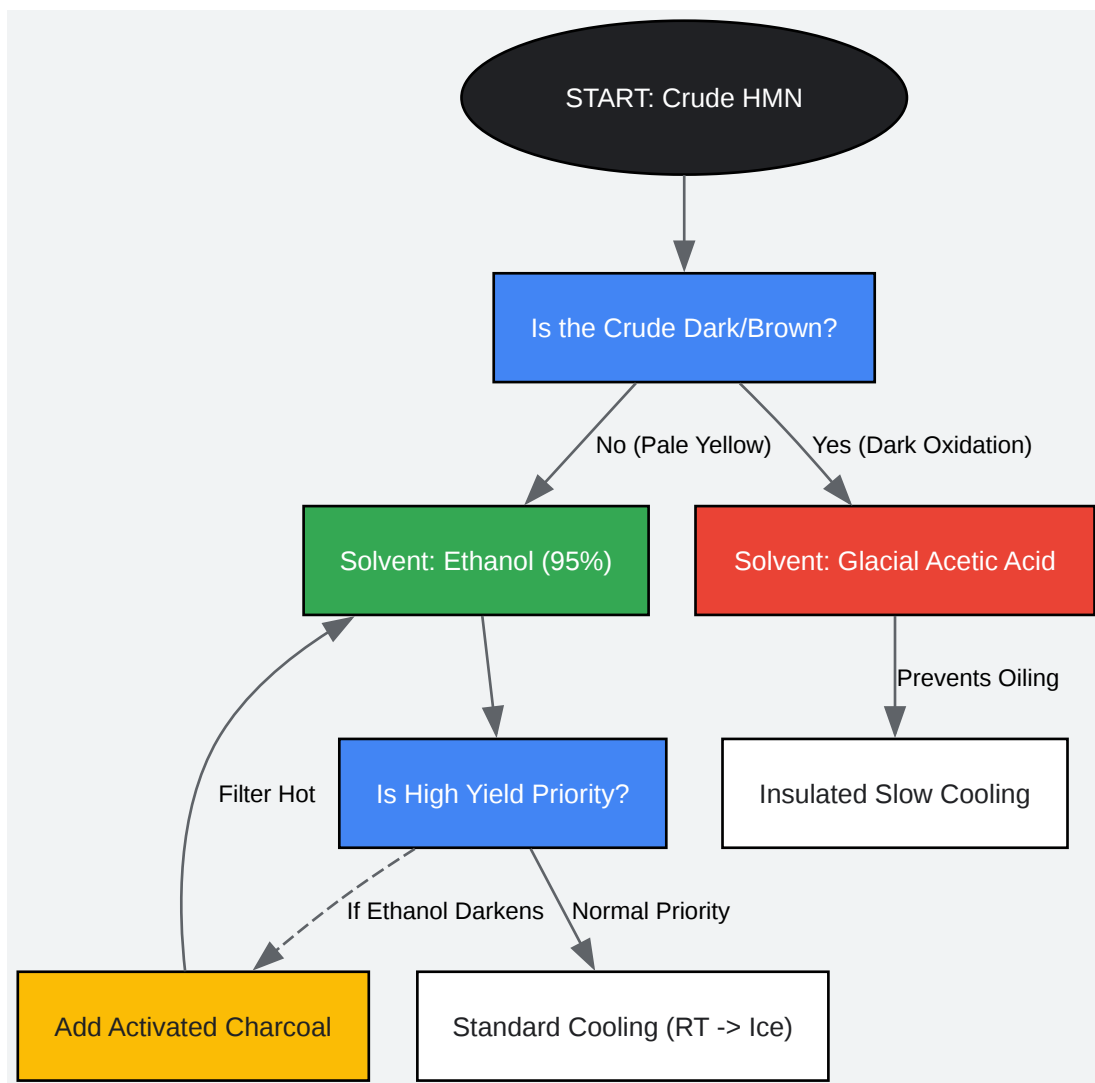 START: Crude HMN
Is the Crude Dark/Brown?
No (Pale Yellow)
Yes (Dark Oxidation)
Solvent: Ethanol (95%)
Solvent: Glacial Acetic Acid
Prevents Oiling
Filter Hot
Is High Yield Priority?
Insulated Slow Cooling
If Ethanol Darkens
Normal Priority
Add Activated Charcoal
Standard Cooling (RT -> Ice)